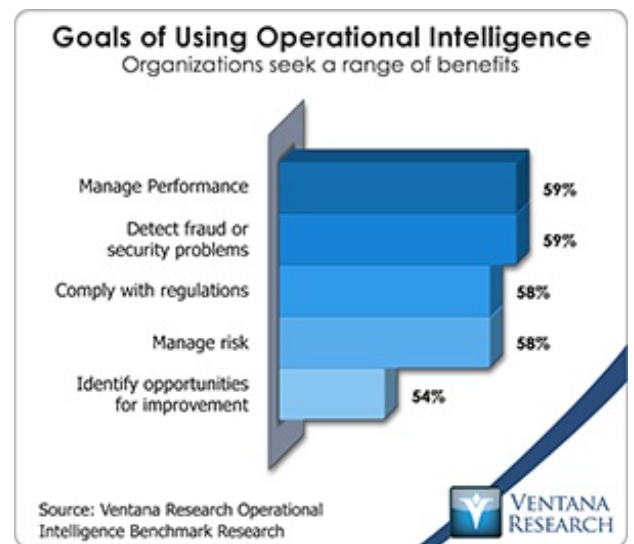 Goals of Using Operational Intelligence
Organizations seek a range of benefits
Manage Performance
59%
Detect fraud or
security problems
59%
Comply with regulations
58%
Manage risk
58%
Identify opportunities
for improvement
54%
Source: Ventana Research Operational
Intelligence Benchmark Research
VENTANA
RESEARCH